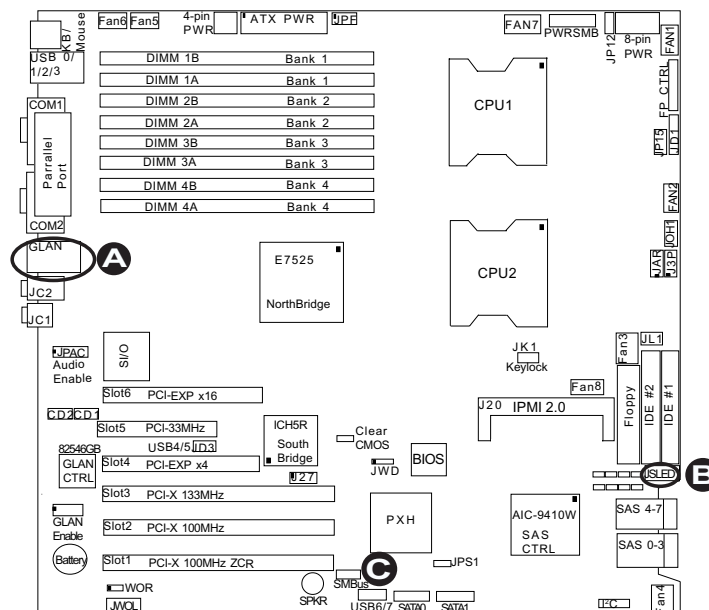 Fan6 Fan5 4-pin PWR ATX PWR JPF FAN7 PWRSMB JP12 8-pin PWR FAN1
KB/ Mouse
USB 0/ 1/2/3
DIMM 1B Bank 1
DIMM 1A Bank 1
DIMM 2B Bank 2
DIMM 2A Bank 2
DIMM 3B Bank 3
DIMM 3A Bank 3
DIMM 4B Bank 4
DIMM 4A Bank 4
CPU1
FP CTRL
JP15 JD1
COM1
Parrallel Port
COM2
FAN2
GLAN A
JOH1
JAR J3P
E7525 NorthBridge
CPU2
JC2
JC1
JPAC
Audio Enable
SI/O
JK1
Keylock
Fan3 JL1
Fan8
Floppy IDE #2 IDE #1
Slot6 PCI-EXP x16
J20 IPMI 2.0
CD2 CD1
Slot5 PCI-33MHz
ICH5R South Bridge
Clear CMOS
82546GB
GLAN CTRL
USB4/5 JD3
Slot4 PCI-EXP x4
JWD
BIOS
J27
JSLED B
Slot3 PCI-X 133MHz
PXH
AIC-9410W SAS CTRL
SAS 4-7
GLAN Enable
Slot2 PCI-X 100MHz
SAS 0-3
Battery
Slot1 PCI-X 100MHz ZCR
C
JPS1
WOR
JWOL
SPKR
SMBus
USB6/7 SATA0 SATA1
I²C
Fan4